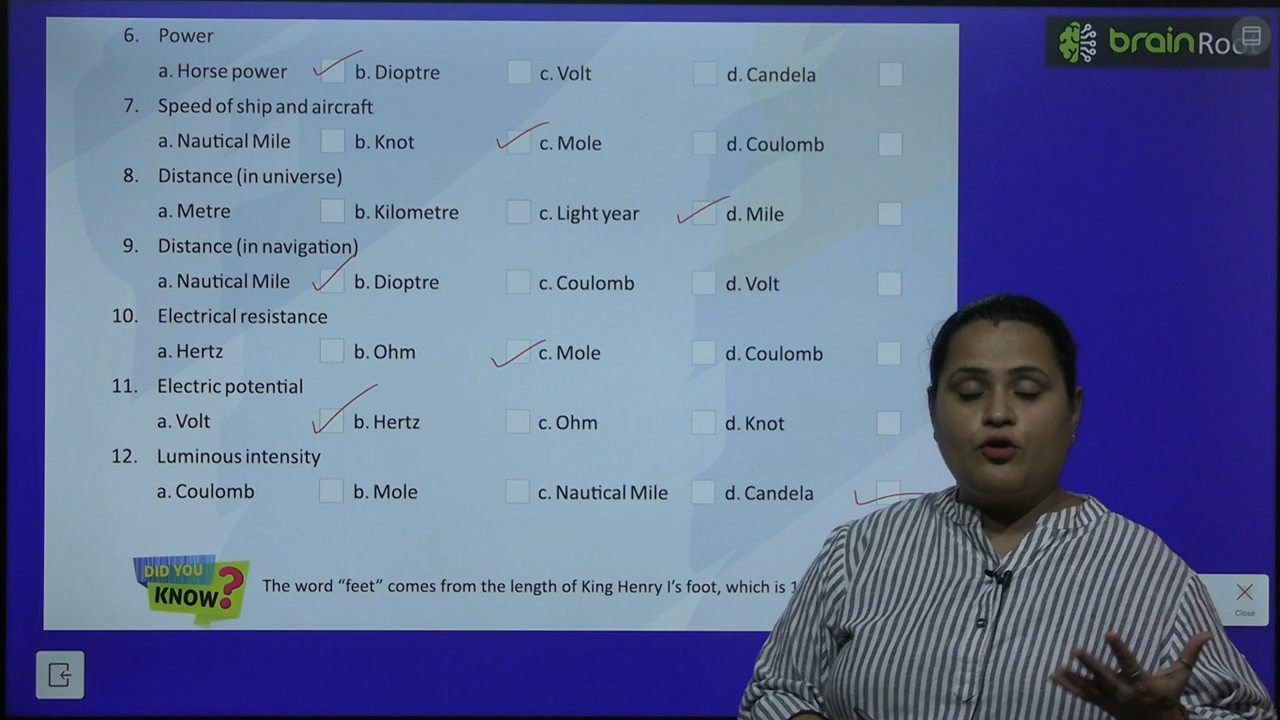 6. Power
a. Horse power b. Dioptre c. Volt d. Candela
7. Speed of ship and aircraft
a. Nautical Mile b. Knot c. Mole d. Coulomb
8. Distance (in universe)
a. Metre b. Kilometre c. Light year d. Mile
9. Distance (in navigation)
a. Nautical Mile b. Dioptre c. Coulomb d. Volt
10. Electrical resistance
a. Hertz b. Ohm c. Mole d. Coulomb
11. Electric potential
a. Volt b. Hertz c. Ohm d. Knot
12. Luminous intensity
a. Coulomb b. Mole c. Nautical Mile d. Candela
DID YOU
KNOW?
The word “feet” comes from the length of King Henry I’s foot, which is
brain
Close